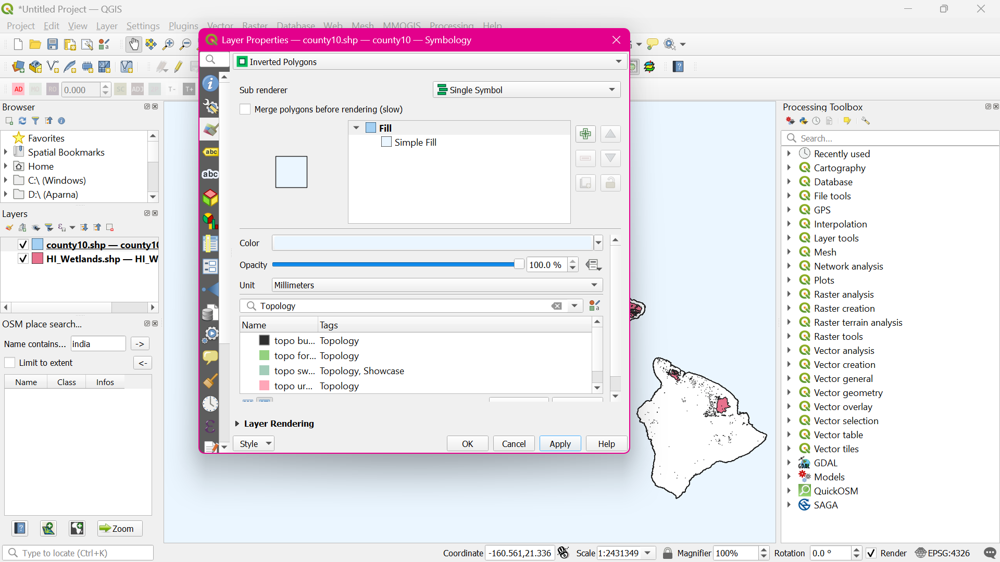 *Untitled Project — QGIS
Project Edit View Layer Settings Plugins Vector Raster Database Web Mesh MMQGIS Processing Help
Layer Properties — county10.shp — county10 — Symbology
Inverted Polygons
AD MO RO 0.000 SC ADJ T- T+
Sub renderer Single Symbol
Merge polygons before rendering (slow)
Fill
Simple Fill
Color
Opacity 100.0 %
Unit Millimeters
Topology
Name Tags
topo bu... Topology
topo for... Topology
topo sw... Topology, Showcase
topo ur... Topology
Layer Rendering
Style OK Cancel Apply Help
abc
abc
Browser
Favorites
Spatial Bookmarks
Home
C:\ (Windows)
D:\ (Aparna)
Layers
county10.shp — county10
HI_Wetlands.shp — HI_W
OSM place search...
Name contains... india ->
Limit to extent <-
Name Class Infos
Zoom
Type to locate (Ctrl+K)
Processing Toolbox
Search...
Recently used
Cartography
Database
File tools
GPS
Interpolation
Layer tools
Mesh
Network analysis
Plots
Raster analysis
Raster creation
Raster terrain analysis
Raster tools
Vector analysis
Vector creation
Vector general
Vector geometry
Vector overlay
Vector selection
Vector table
Vector tiles
GDAL
Models
QuickOSM
SAGA
Coordinate -160.561,21.336 Scale 1:2431349 Magnifier 100% Rotation 0.0 ° Render EPSG:4326